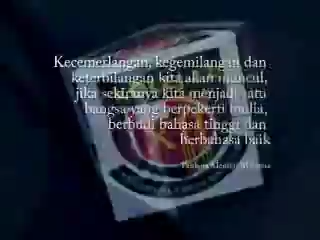 Kecemerlangan, kegemilangan dan
keterbilangan kita akan muncul,
jika sekiranya kita menjadi satu
bangsa yang berpekerti mulia,
berbudi bahasa tinggi dan
berbahasa baik